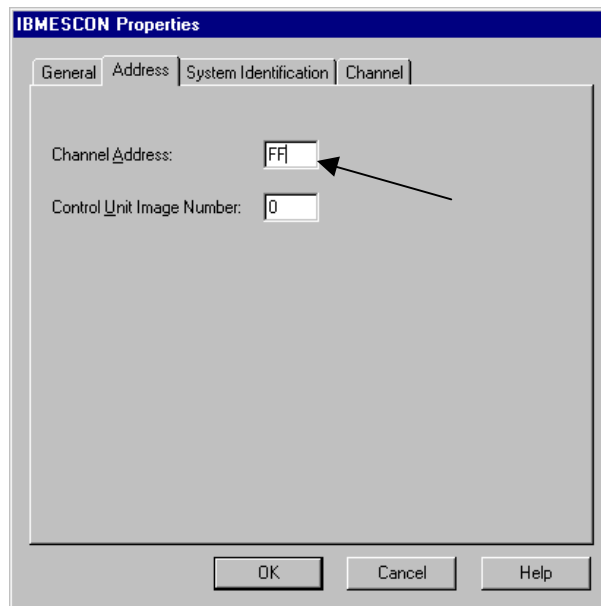 IBMESCON Properties
General Address System Identification Channel
Channel Address: FF
Control Unit Image Number: 0
OK Cancel Help